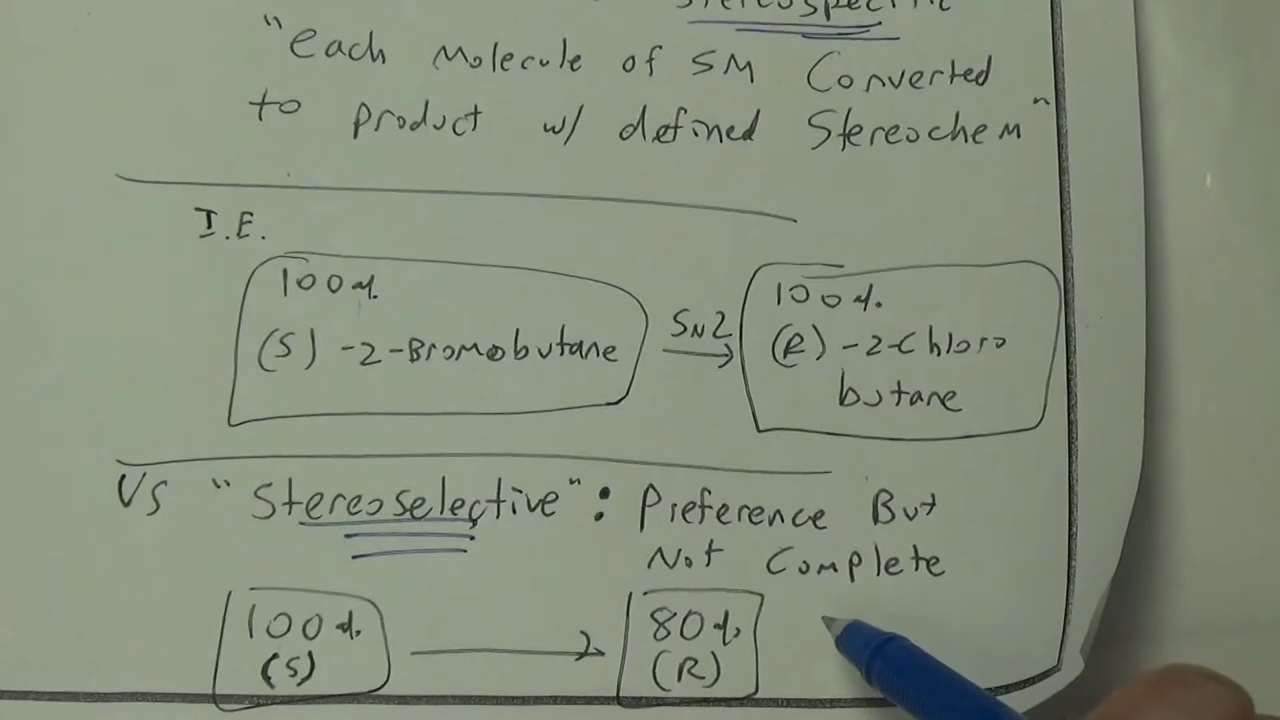 Stereospecific
"each Molecule of SM Converted
to product w/ defined Stereochem"
I.E.
100%
(S) -2-Bromobutane
SN2
100%
(R) -2-Chloro
butane
VS "Stereoselective": Preference But
Not Complete
100%
(S)
80%
(R)